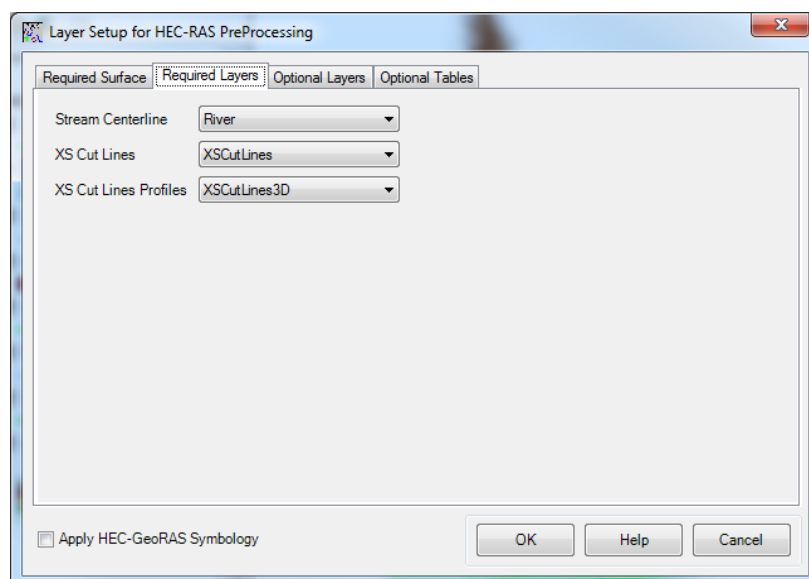 Layer Setup for HEC-RAS PreProcessing
Required Surface Required Layers Optional Layers Optional Tables
Stream Centerline River
XS Cut Lines XSCutLines
XS Cut Lines Profiles XSCutLines3D
Apply HEC-GeoRAS Symbology OK Help Cancel